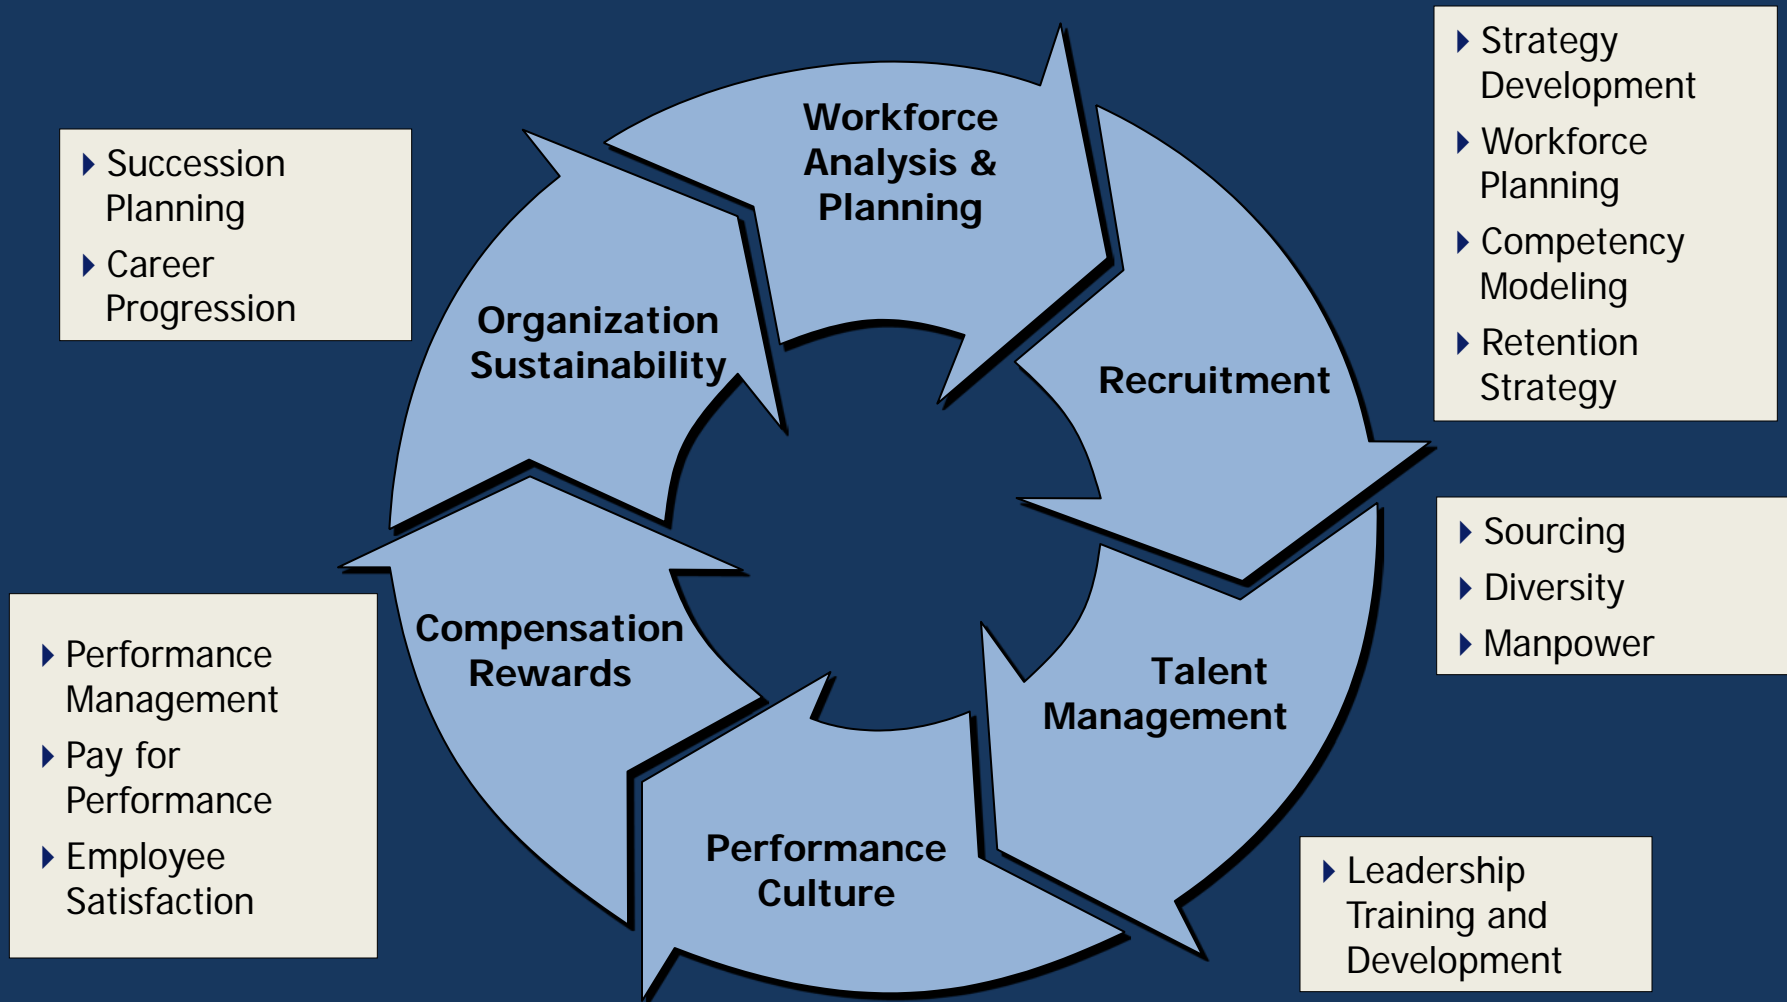 Workforce
Analysis &
Planning
Recruitment
Talent
Management
Performance
Culture
Compensation
Rewards
Organization
Sustainability
Strategy
Development
Workforce
Planning
Competency
Modeling
Retention
Strategy
Sourcing
Diversity
Manpower
Leadership
Training and
Development
Performance
Management
Pay for
Performance
Employee
Satisfaction
Succession
Planning
Career
Progression